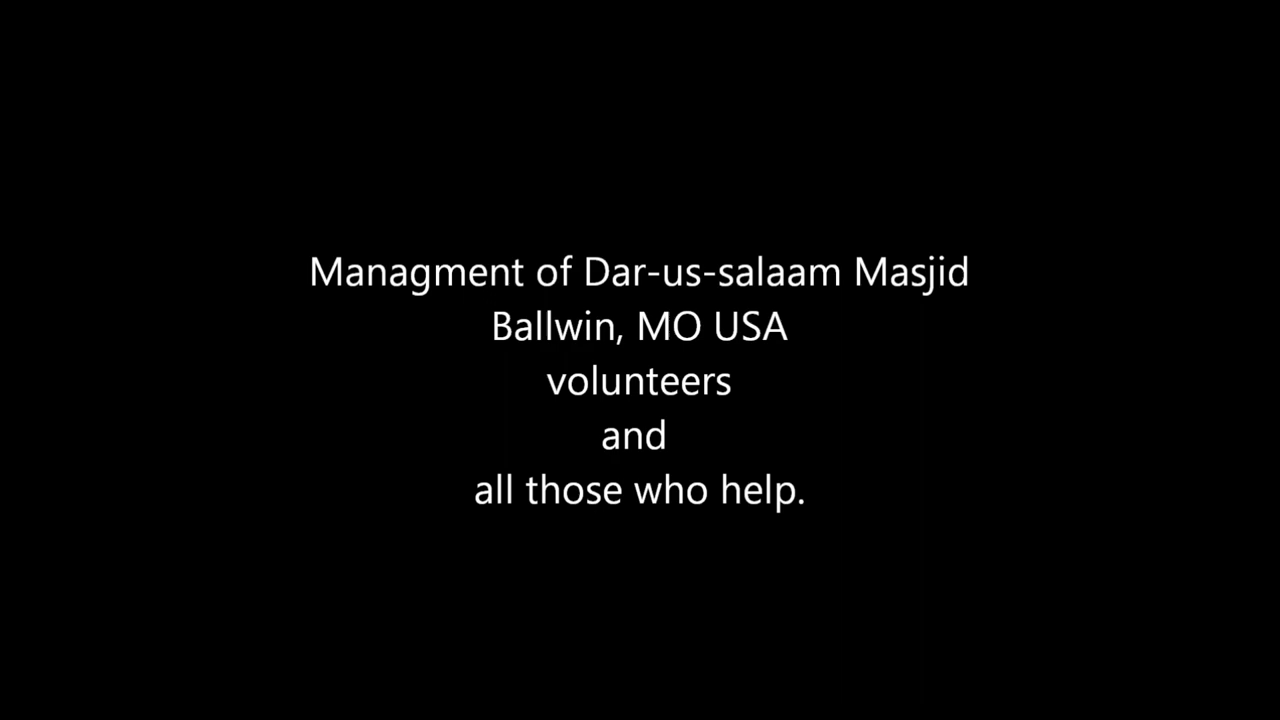 Managment of Dar-us-salaam Masjid
Ballwin, MO USA
volunteers
and
all those who help.